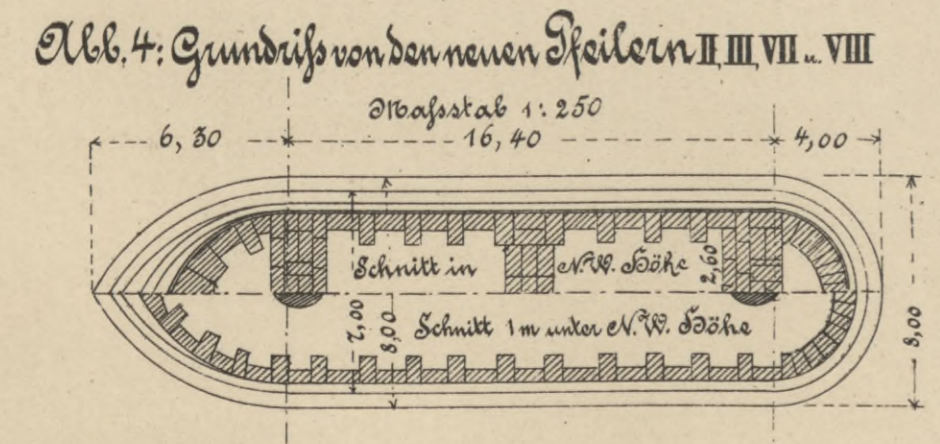 Abb. 4: Grundriß von den neuen Pfeilern II, III, VII u. VIII
Maßstab 1:250
6,30 16,40 4,00
Schnitt in N.W. Höhe 2,60
7,00 8,00 Schnitt 1m unter N.W. Höhe 8,00